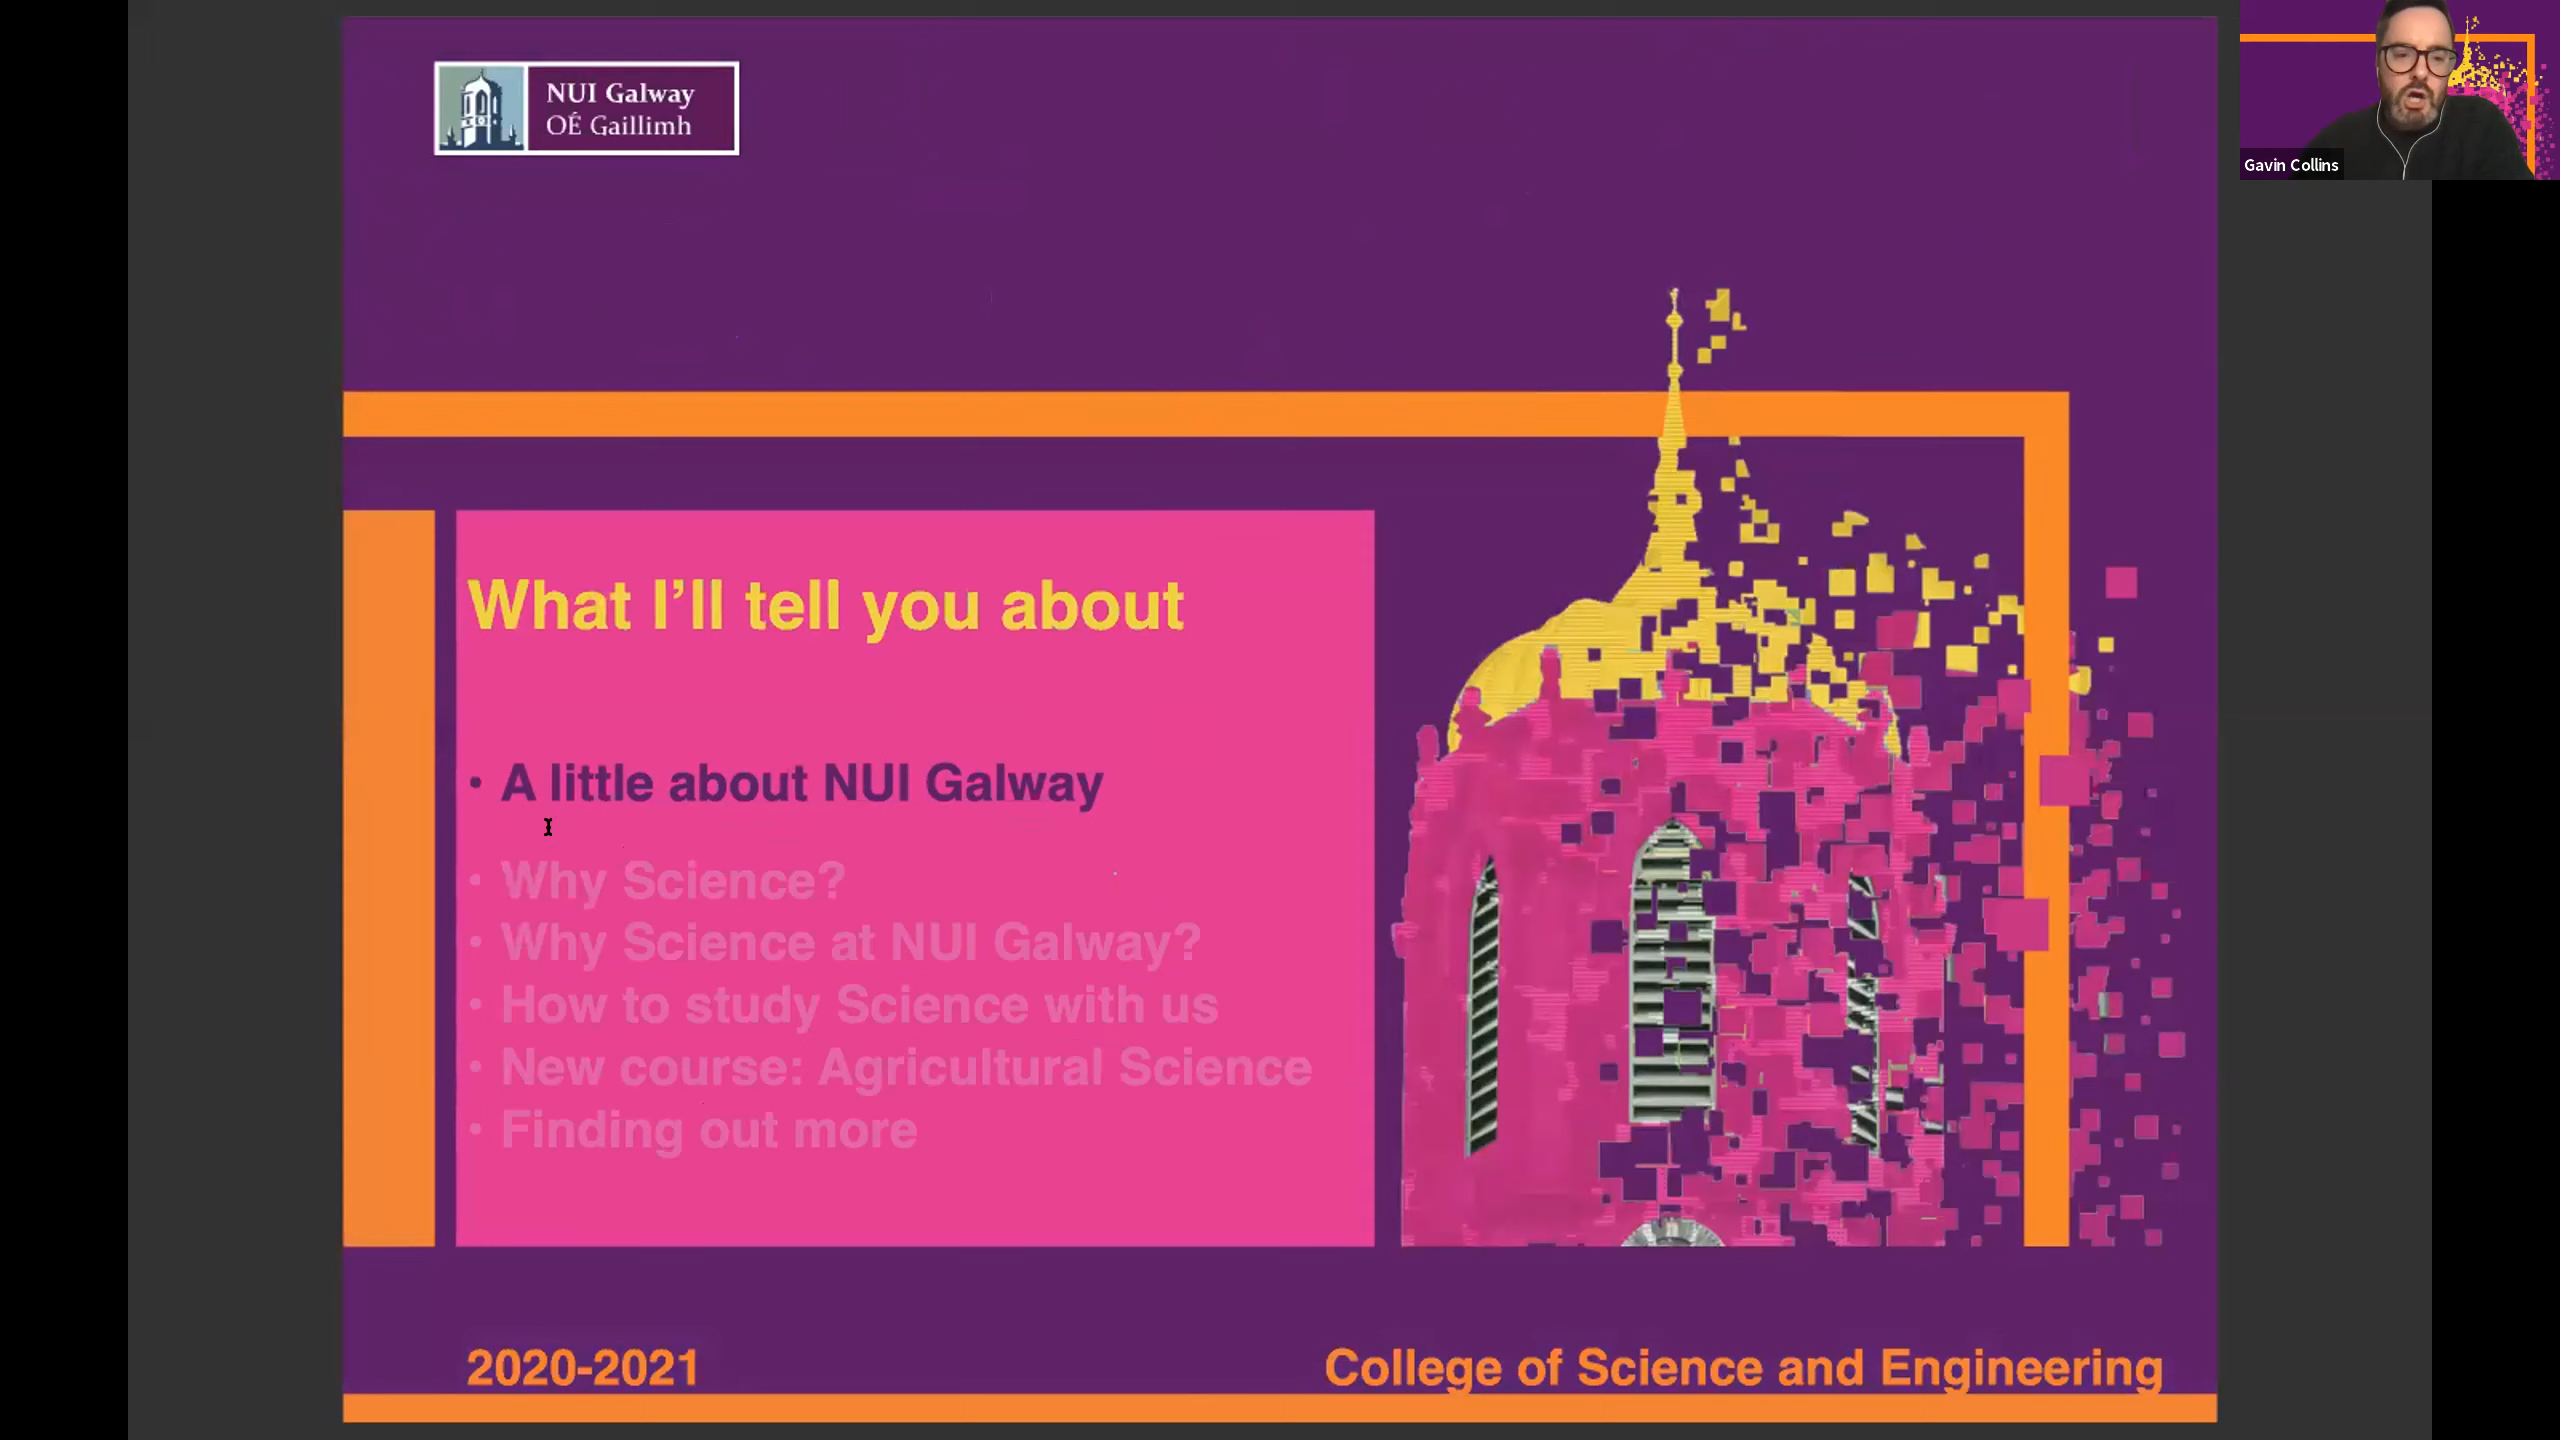 NUI Galway
OÉ Gaillimh
Gavin Collins
What I’ll tell you about
• A little about NUI Galway
• Why Science?
• Why Science at NUI Galway?
• How to study Science with us
• New course: Agricultural Science
• Finding out more
2020-2021
College of Science and Engineering